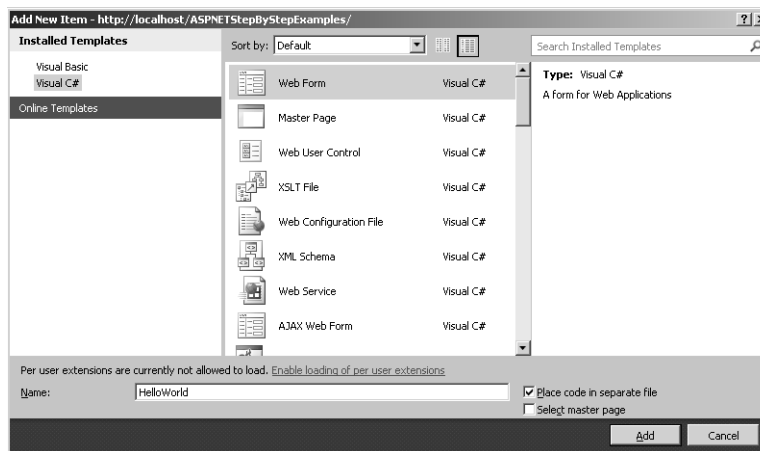 Add New Item - http://localhost/ASPNETStepByStepExamples/
Installed Templates
Visual Basic
Visual C#
Online Templates
Sort by: Default
Search Installed Templates
Web Form Visual C#
Master Page Visual C#
Web User Control Visual C#
XSLT File Visual C#
Web Configuration File Visual C#
XML Schema Visual C#
Web Service Visual C#
AJAX Web Form Visual C#
Type: Visual C#
A form for Web Applications
Per user extensions are currently not allowed to load. Enable loading of per user extensions
Name: HelloWorld
Place code in separate file
Select master page
Add Cancel